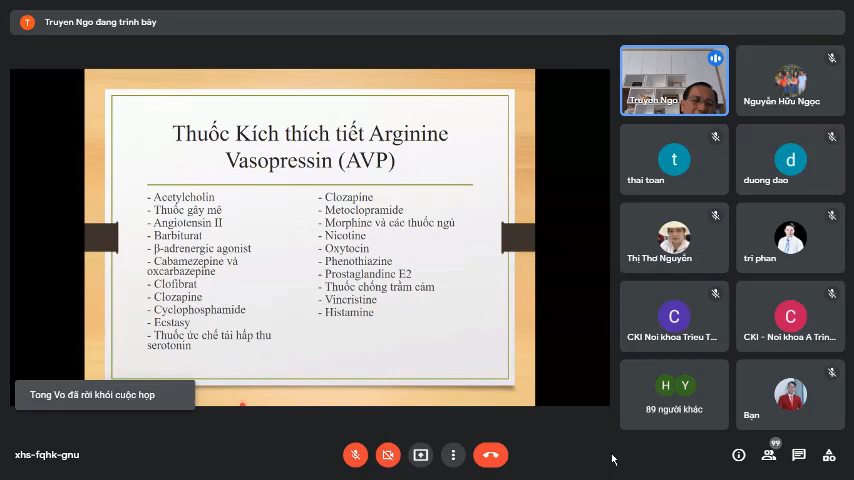 Truyen Ngo đang trình bày
Thuốc Kích thích tiết Arginine
Vasopressin (AVP)
- Acetylcholin
- Thuốc gây mê
- Angiotensin II
- Barbiturat
- β-adrenergic agonist
- Cabamezepine và
oxcarbazepine
- Clofibrat
- Clozapine
- Cyclophosphamide
- Ecstasy
- Thuốc ức chế tái hấp thu
serotonin
- Clozapine
- Metoclopramide
- Morphine và các thuốc ngủ
- Nicotine
- Oxytocin
- Phenothiazine
- Prostaglandine E2
- Thuốc chống trầm cảm
- Vincristine
- Histamine
Tong Vo đã rời khỏi cuộc họp
T
Truyen Ngo
Nguyễn Hữu Ngọc
t
thai toan
d
duong dao
Thị Thơ Nguyễn
tri phan
C
CKI Noi khoa Trieu T...
C
CKI - Nôi khoa A Trin...
H Y
89 người khác
Bạn
xhs-fqhk-gnu
99